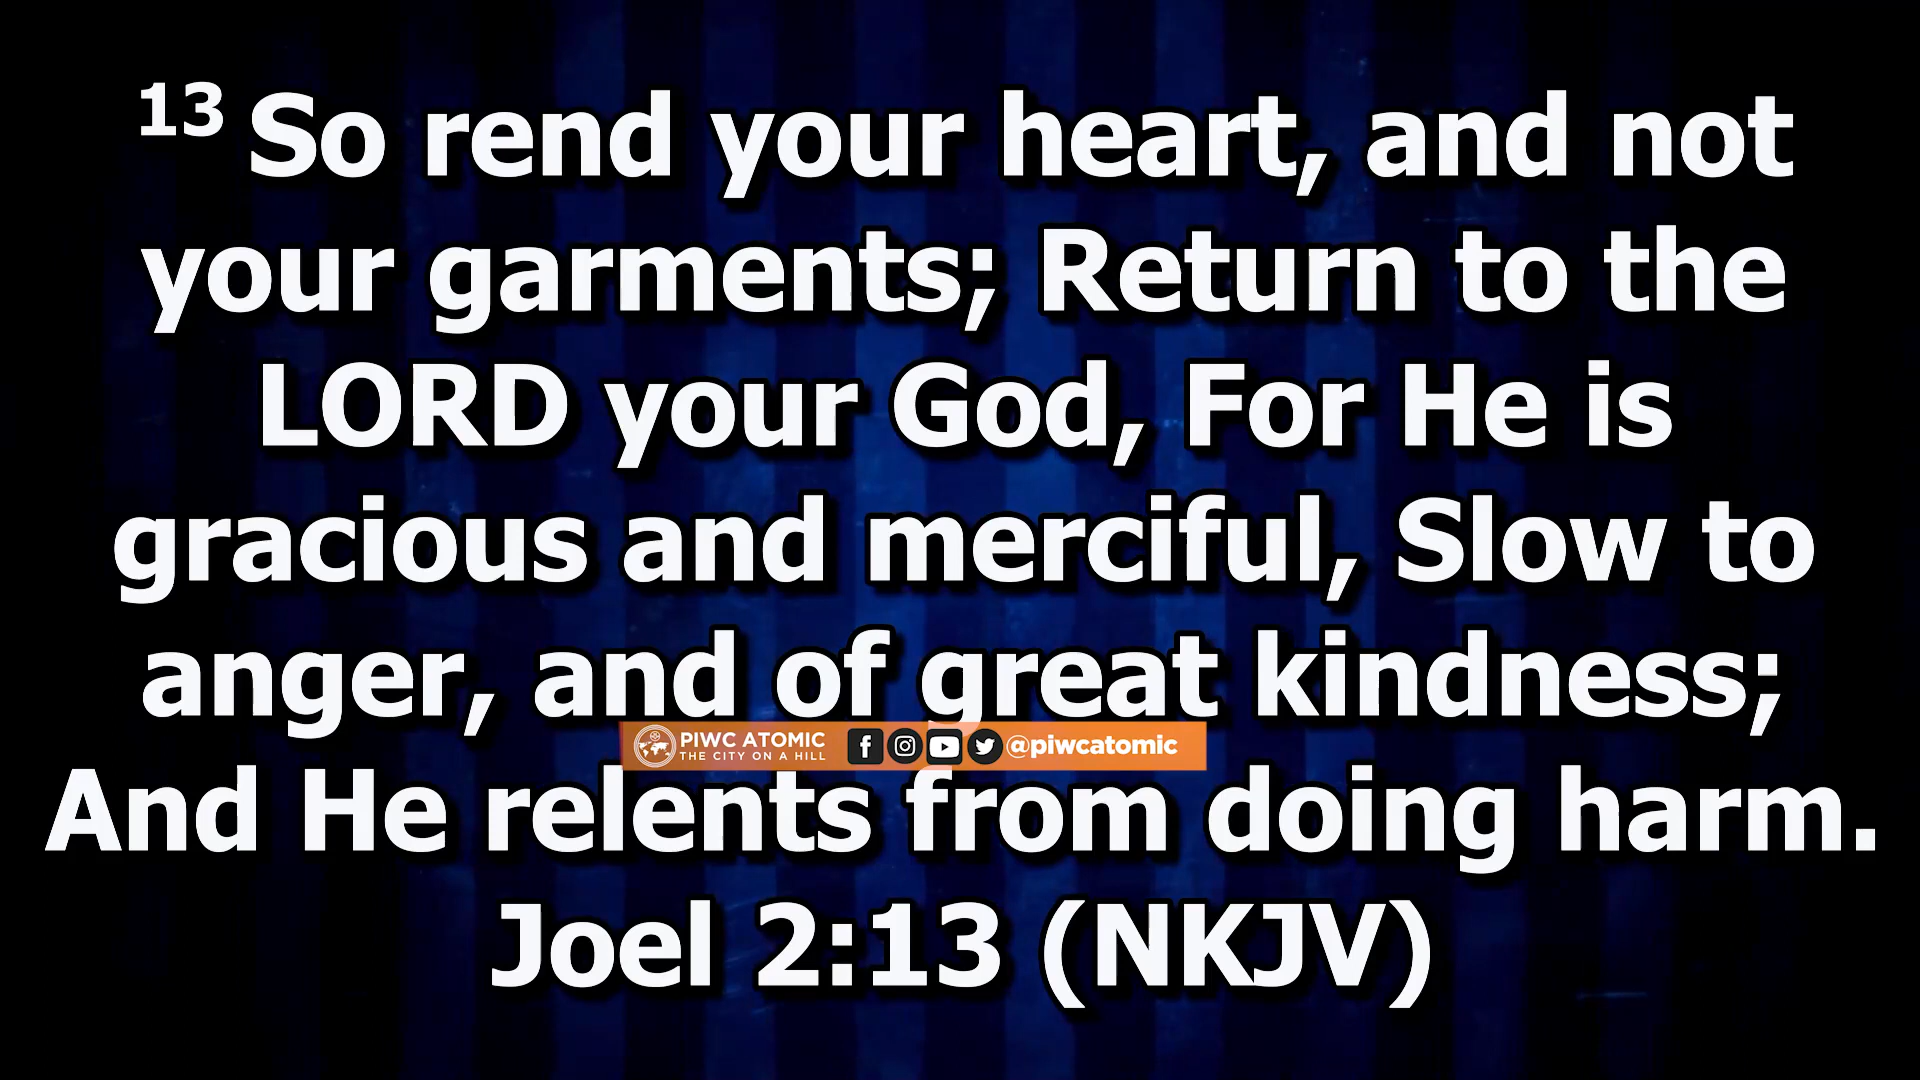 13 So rend your heart, and not
your garments; Return to the
LORD your God, For He is
gracious and merciful, Slow to
anger, and of great kindness;
PIWC ATOMIC
THE CITY ON A HILL
@piwcatomic
And He relents from doing harm.
Joel 2:13 (NKJV)